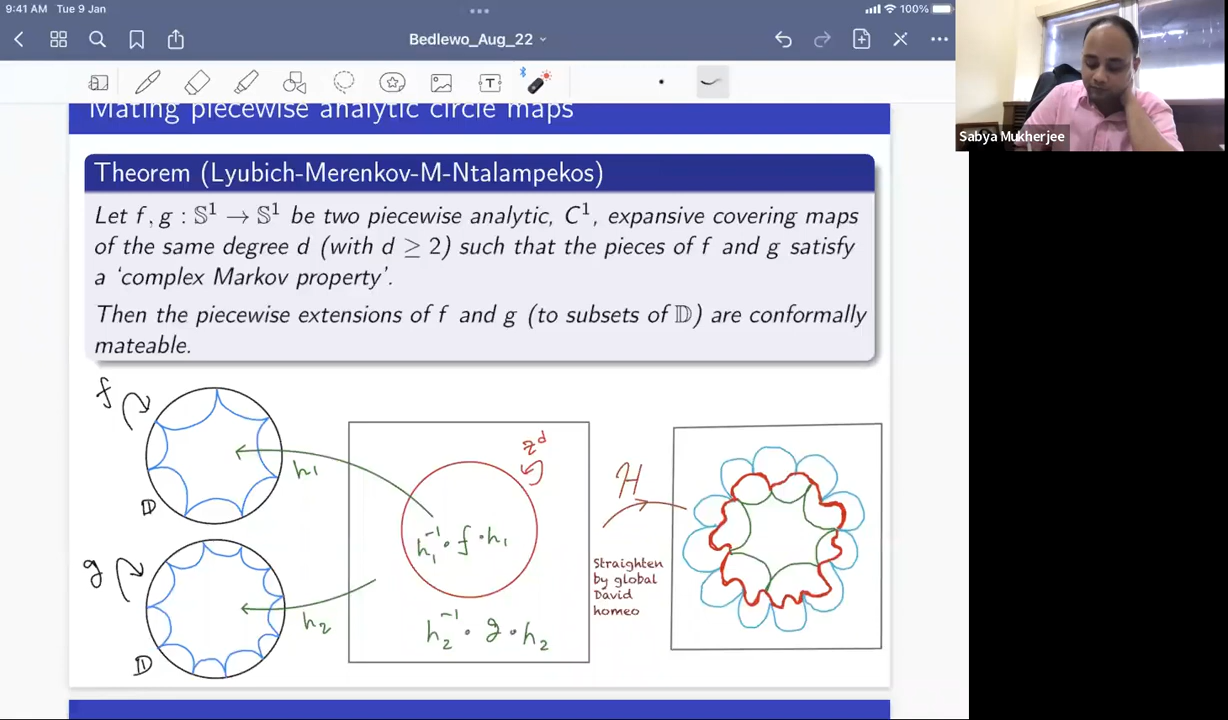 9:41 AM Tue 9 Jan
100%
Bedlewo_Aug_22
Sabya Mukherjee
Mating piecewise analytic circle maps
Theorem (Lyubich-Merenkov-M-Ntalampekos)
Let f, g : 𝕊¹ → 𝕊¹ be two piecewise analytic, C¹, expansive covering maps
of the same degree d (with d ≥ 2) such that the pieces of f and g satisfy
a ‘complex Markov property’.
Then the piecewise extensions of f and g (to subsets of 𝔻) are conformally
mateable.
f
h₁
𝔻
g
h₂
𝔻
z^d
h₁⁻¹ ∘ f ∘ h₁
h₂⁻¹ ∘ g ∘ h₂
H
Straighten
by global
David
homeo